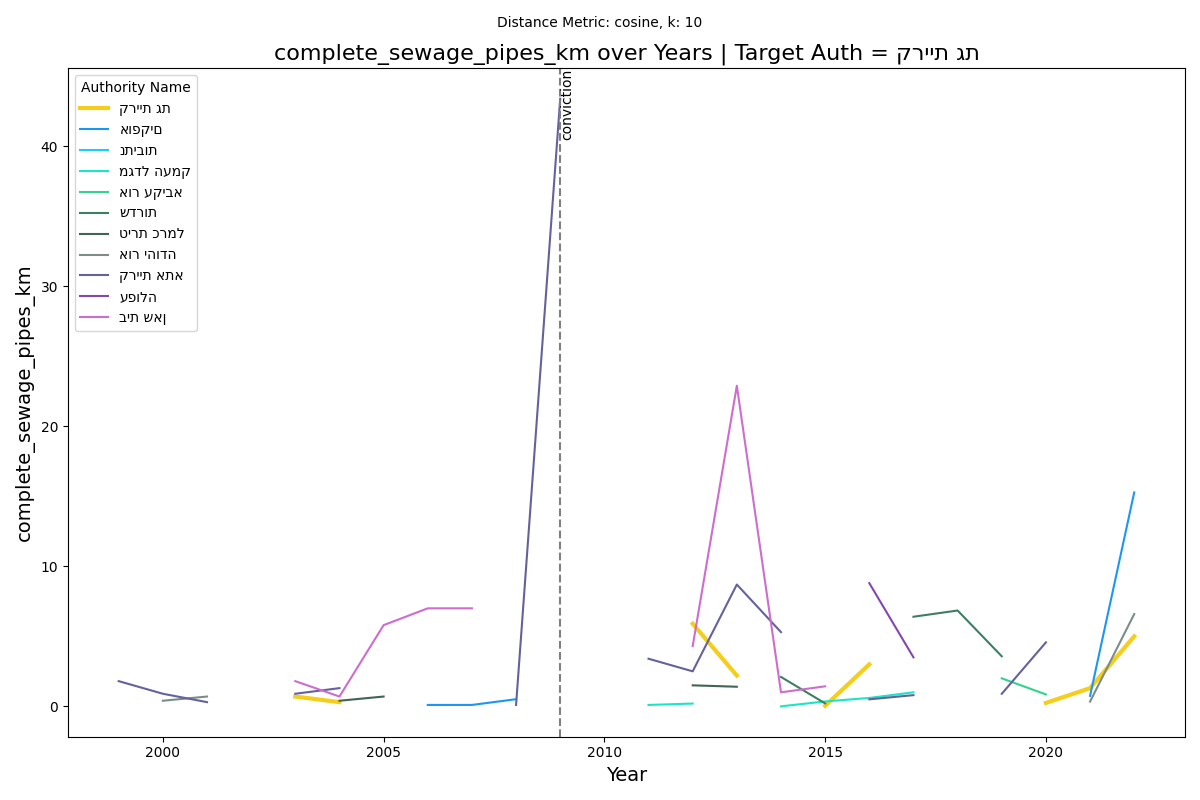 Distance Metric: cosine, k: 10
complete_sewage_pipes_km over Years | Target Auth = קריית גת
Authority Name
קריית גת
אופקים
נתיבות
מגדל העמק
אור עקיבא
שדרות
טירת כרמל
אור יהודה
קריית אתא
עפולה
בית שאן
conviction
complete_sewage_pipes_km
40
30
20
10
0
2000
2005
2010
2015
2020
Year